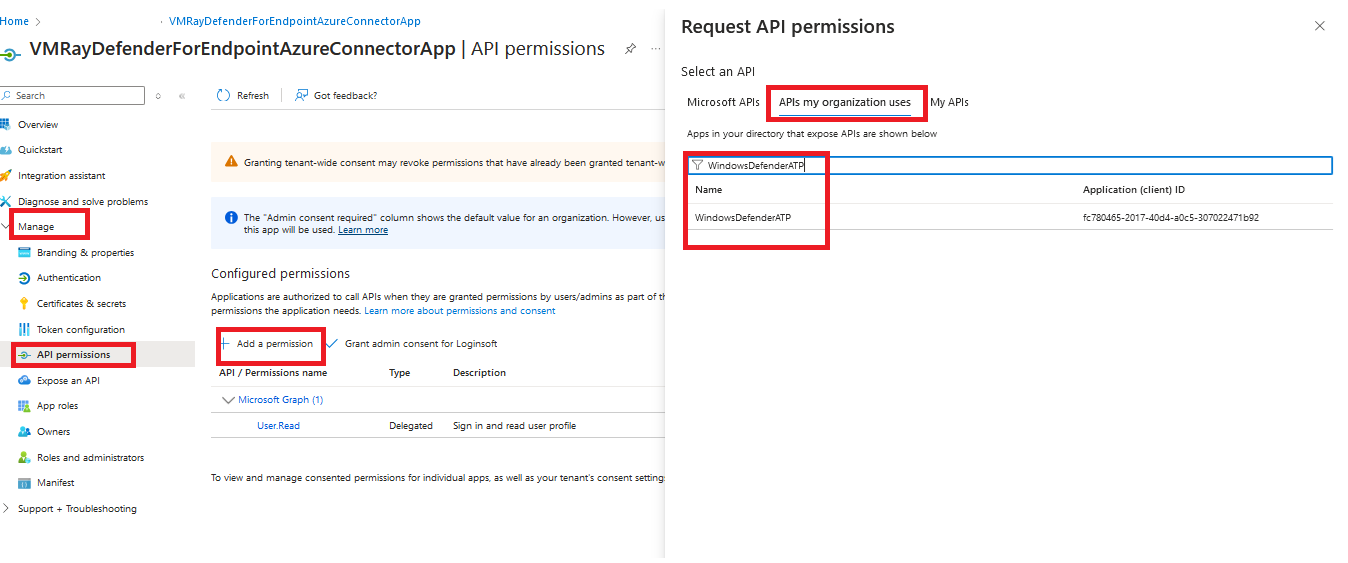 Home
VMRayDefenderForEndpointAzureConnectorApp
VMRayDefenderForEndpointAzureConnectorApp | API permissions
Search
Overview
Quickstart
Integration assistant
Diagnose and solve problems
Manage
Branding & properties
Authentication
Certificates & secrets
Token configuration
API permissions
Expose an API
App roles
Owners
Roles and administrators
Manifest
Support + Troubleshooting
Refresh
Got feedback?
Granting tenant-wide consent may revoke permissions that have already been granted tenant-w
The "Admin consent required" column shows the default value for an organization. However, us
this app will be used. Learn more
Configured permissions
Applications are authorized to call APIs when they are granted permissions by users/admins as part of th
permissions the application needs. Learn more about permissions and consent
Add a permission
Grant admin consent for Loginsoft
API / Permissions name Type Description
Microsoft Graph (1)
User.Read Delegated Sign in and read user profile
To view and manage consented permissions for individual apps, as well as your tenant's consent settings
Request API permissions
Select an API
Microsoft APIs APIs my organization uses My APIs
Apps in your directory that expose APIs are shown below
WindowsDefenderATP
Name Application (client) ID
WindowsDefenderATP fc780465-2017-40d4-a0c5-307022471b92